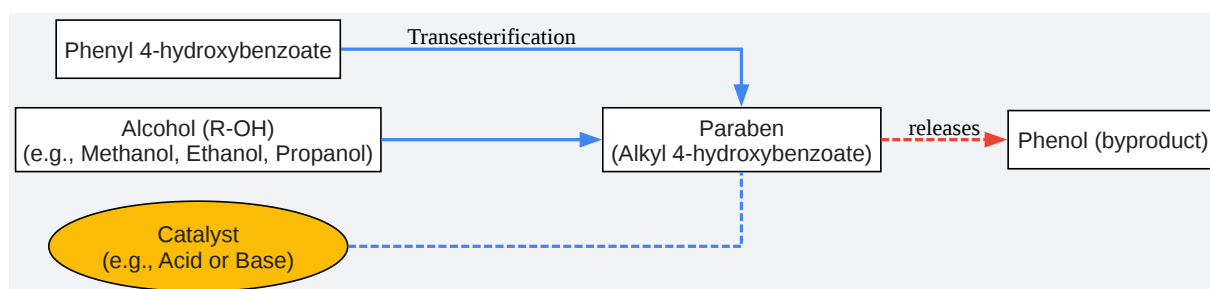 Phenyl 4-hydroxybenzoate
Transesterification
Alcohol (R-OH)
(e.g., Methanol, Ethanol, Propanol)
Paraben
(Alkyl 4-hydroxybenzoate)
releases
Phenol (byproduct)
Catalyst
(e.g., Acid or Base)